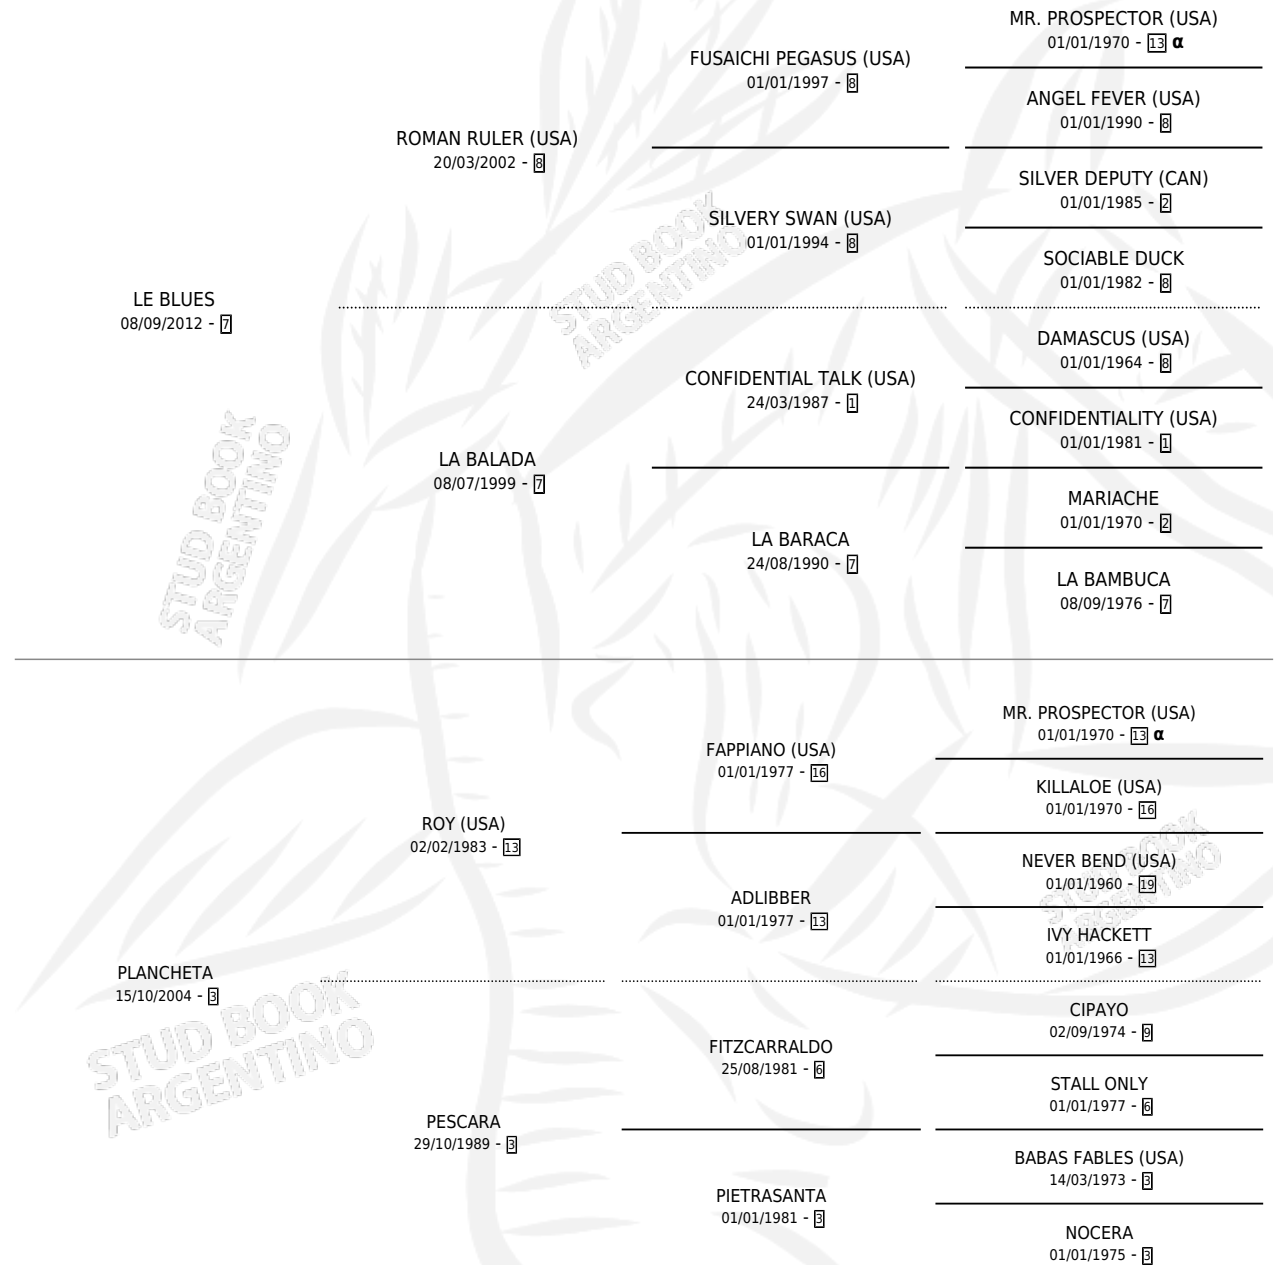 MR. PROSPECTOR (USA)
01/01/1970 - 13 α
FUSAICHI PEGASUS (USA)
01/01/1997 - 8
ANGEL FEVER (USA)
01/01/1990 - 8
ROMAN RULER (USA)
20/03/2002 - 8
SILVER DEPUTY (CAN)
01/01/1985 - 2
SILVERY SWAN (USA)
01/01/1994 - 8
SOCIABLE DUCK
01/01/1982 - 8
STUD BOOK
ARGENTINO
LE BLUES
08/09/2012 - 7
DAMASCUS (USA)
01/01/1964 - 8
CONFIDENTIAL TALK (USA)
24/03/1987 - 1
CONFIDENTIALITY (USA)
01/01/1981 - 1
LA BALADA
08/07/1999 - 7
MARIACHE
01/01/1970 - 2
LA BARACA
24/08/1990 - 7
LA BAMBUCA
08/09/1976 - 7
STUD BOOK
ARGENTINO
MR. PROSPECTOR (USA)
01/01/1970 - 13 α
FAPPIANO (USA)
01/01/1977 - 16
KILLALOE (USA)
01/01/1970 - 16
ROY (USA)
02/02/1983 - 13
NEVER BEND (USA)
01/01/1960 - 19
ADLIBBER
01/01/1977 - 13
IVY HACKETT
01/01/1966 - 13
STUD BOOK
ARGENTINO
PLANCHETA
15/10/2004 - 3
CIPAYO
02/09/1974 - 9
FITZCARRALDO
25/08/1981 - 6
STALL ONLY
01/01/1977 - 6
PESCARA
29/10/1989 - 3
BABAS FABLES (USA)
14/03/1973 - 3
PIETRASANTA
01/01/1981 - 3
NOCERA
01/01/1975 - 3
STUD BOOK
ARGENTINO